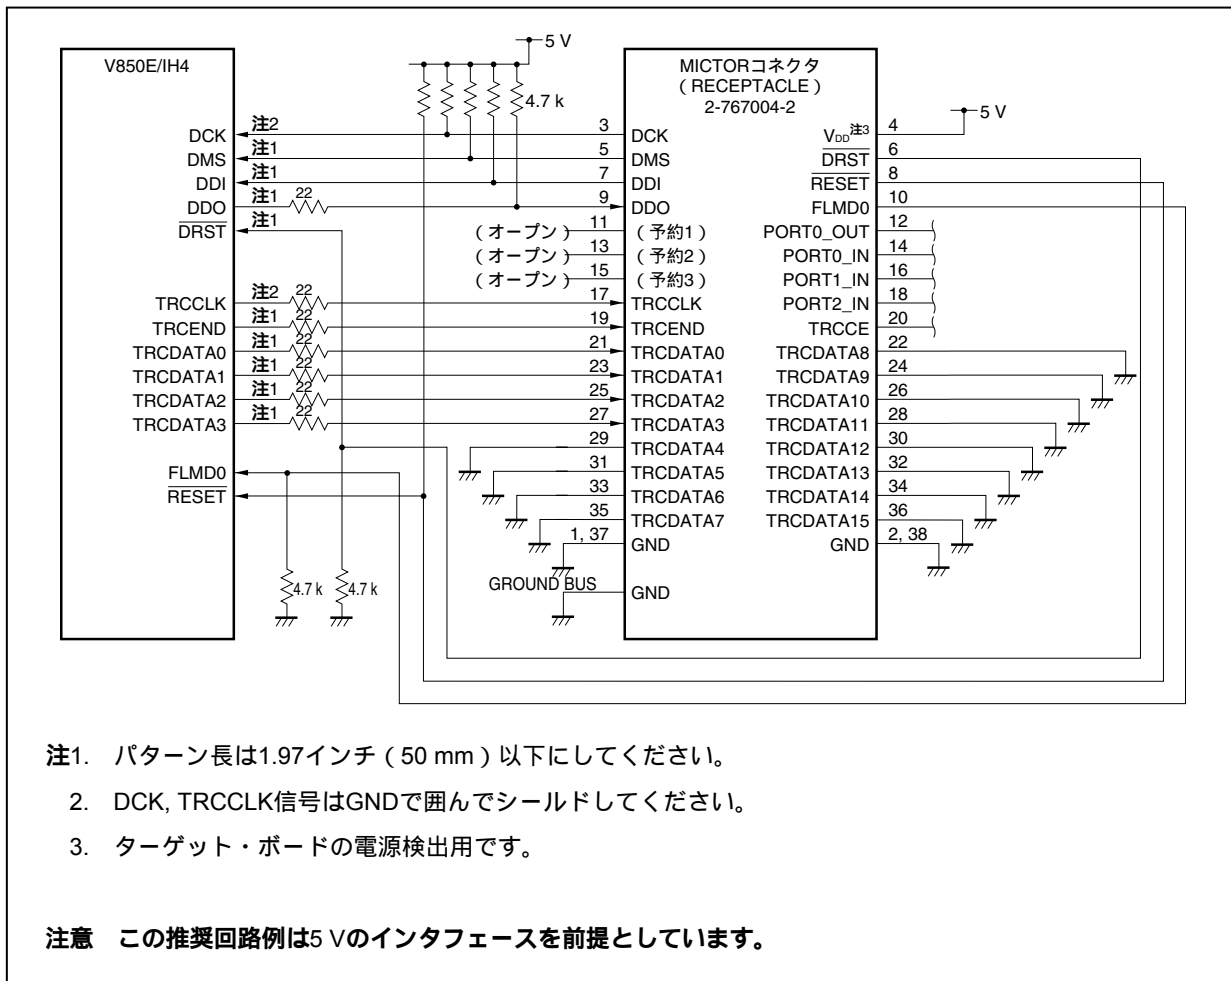 5 V
V850E/IH4
MICTORコネクタ
（RECEPTACLE）
2-767004-2
4.7 k
5 V
DCK 注2 3 DCK VDD注3 4
DMS 注1 5 DMS DRST 6
DDI 注1 7 DDI RESET 8
DDO 注1 22 9 DDO FLMD0 10
DRST 注1 （オープン） 11 （予約1） PORT0_OUT 12
（オープン） 13 （予約2） PORT0_IN 14
（オープン） 15 （予約3） PORT1_IN 16
TRCCLK 注2 22 17 TRCCLK PORT2_IN 18
TRCEND 注1 22 19 TRCEND TRCCE 20
TRCDATA0 注1 22 21 TRCDATA0 TRCDATA8 22
TRCDATA1 注1 22 23 TRCDATA1 TRCDATA9 24
TRCDATA2 注1 22 25 TRCDATA2 TRCDATA10 26
TRCDATA3 注1 22 27 TRCDATA3 TRCDATA11 28
29 TRCDATA4 TRCDATA12 30
FLMD0 31 TRCDATA5 TRCDATA13 32
RESET 33 TRCDATA6 TRCDATA14 34
35 TRCDATA7 TRCDATA15 36
1, 37 GND GND 2, 38
4.7 k 4.7 k GROUND BUS GND
注1. パターン長は1.97インチ（50 mm）以下にしてください。
2. DCK, TRCCLK信号はGNDで囲んでシールドしてください。
3. ターゲット・ボードの電源検出用です。
注意 この推奨回路例は5 Vのインタフェースを前提としています。